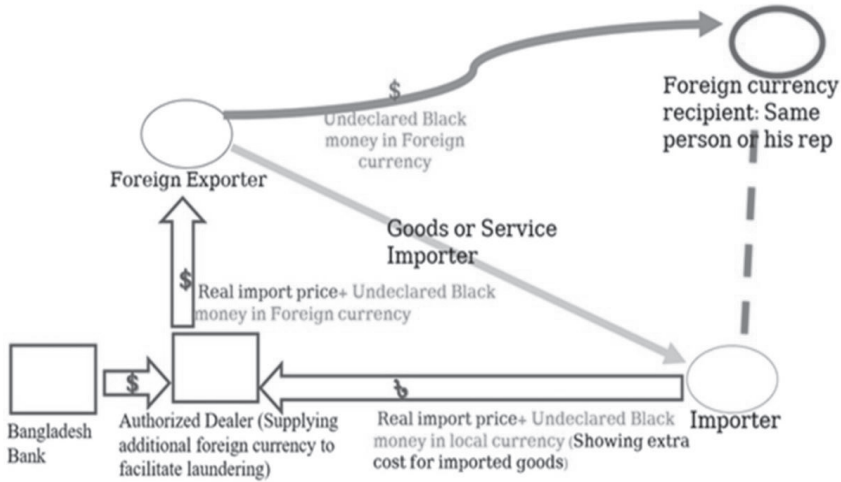 $
Undeclared Black
money in Foreign
currency
Foreign currency
recipient: Same
person or his rep
Foreign Exporter
Goods or Service
Importer
$
Real import price+ Undeclared Black
money in Foreign currency
$
৳
Bangladesh
Bank
Authorized Dealer (Supplying
additional foreign currency to
facilitate laundering)
Real import price+ Undeclared Black
money in local currency (Showing extra
cost for imported goods)
Importer